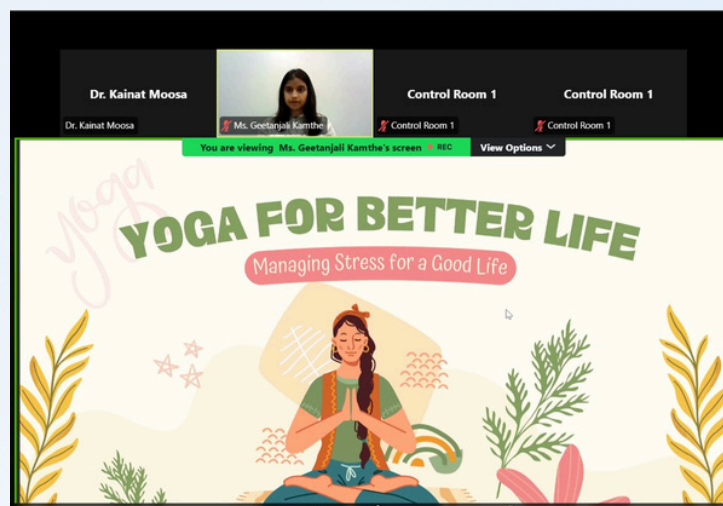 Dr. Kainat Moosa
Control Room 1
Control Room 1
Dr. Kainat Moosa
Ms. Geetanjali Kamthe
Control Room 1
Control Room 1
You are viewing Ms. Geetanjali Kamthe's screen
REC
View Options
yoga
YOGA FOR BETTER LIFE
Managing Stress for a Good Life